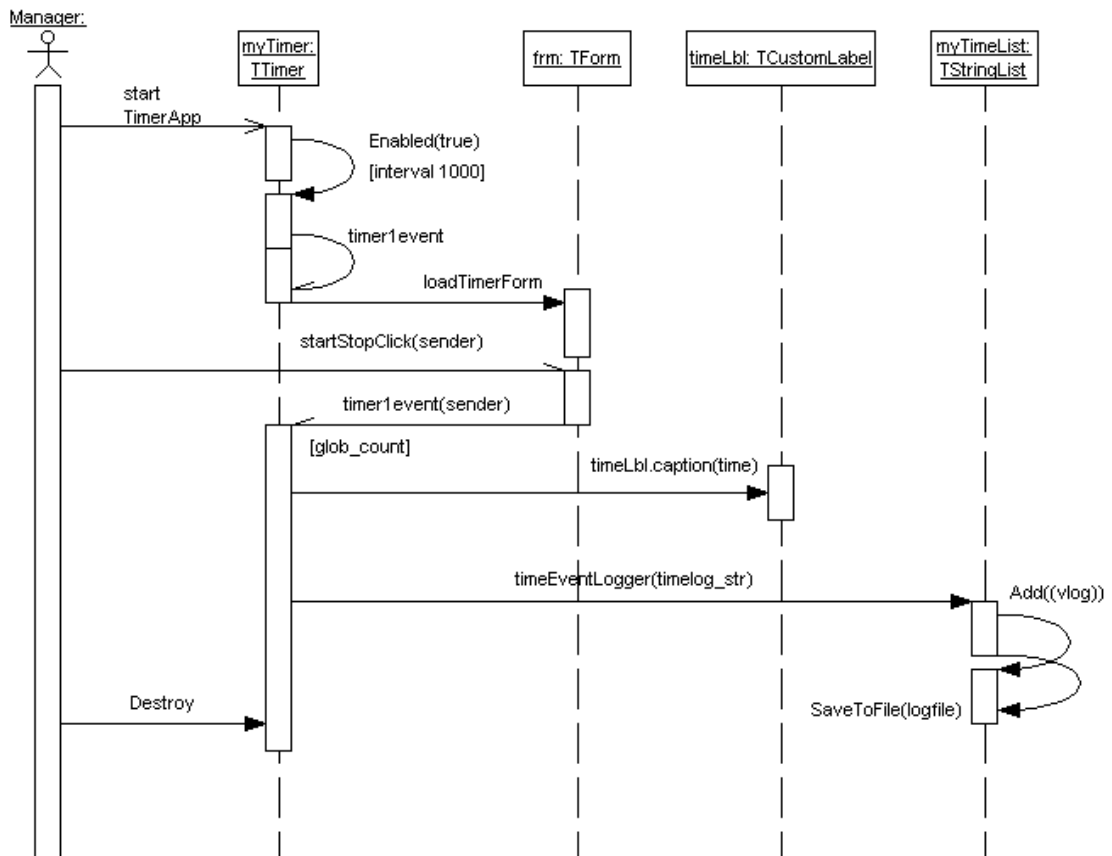 Manager:
myTimer:
TTimer
frm: TForm
timeLbl: TCustomLabel
myTimeList:
TStringList
start
TimerApp
Enabled(true)
[interval 1000]
timer1event
loadTimerForm
startStopClick(sender)
timer1event(sender)
[glob_count]
timeLbl.caption(time)
timeEventLogger(timelog_str)
Add((vlog))
Destroy
SaveToFile(logfile)